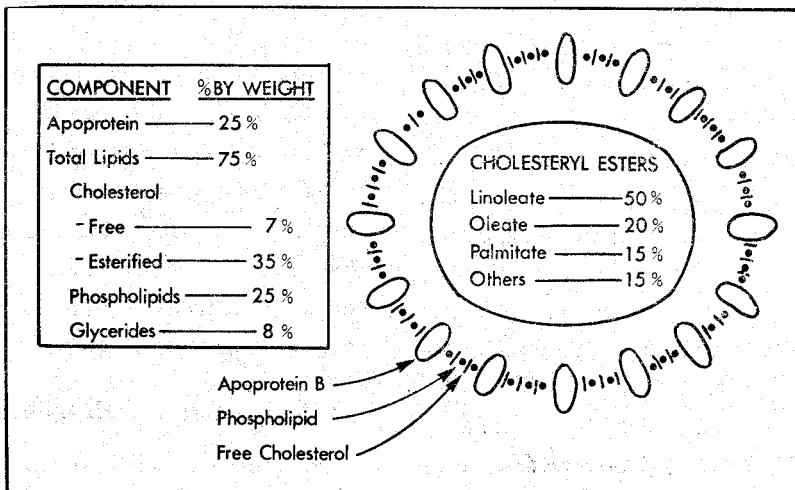 COMPONENT %BY WEIGHT
Apoprotein 25%
Total Lipids 75%
Cholesterol
-Free 7%
-Esterified 35%
Phospholipids 25%
Glycerides 8%
CHOLESTERYL ESTERS
Linoleate 50%
Oleate 20%
Palmitate 15%
Others 15%
Apoprotein B
Phospholipid
Free Cholesterol